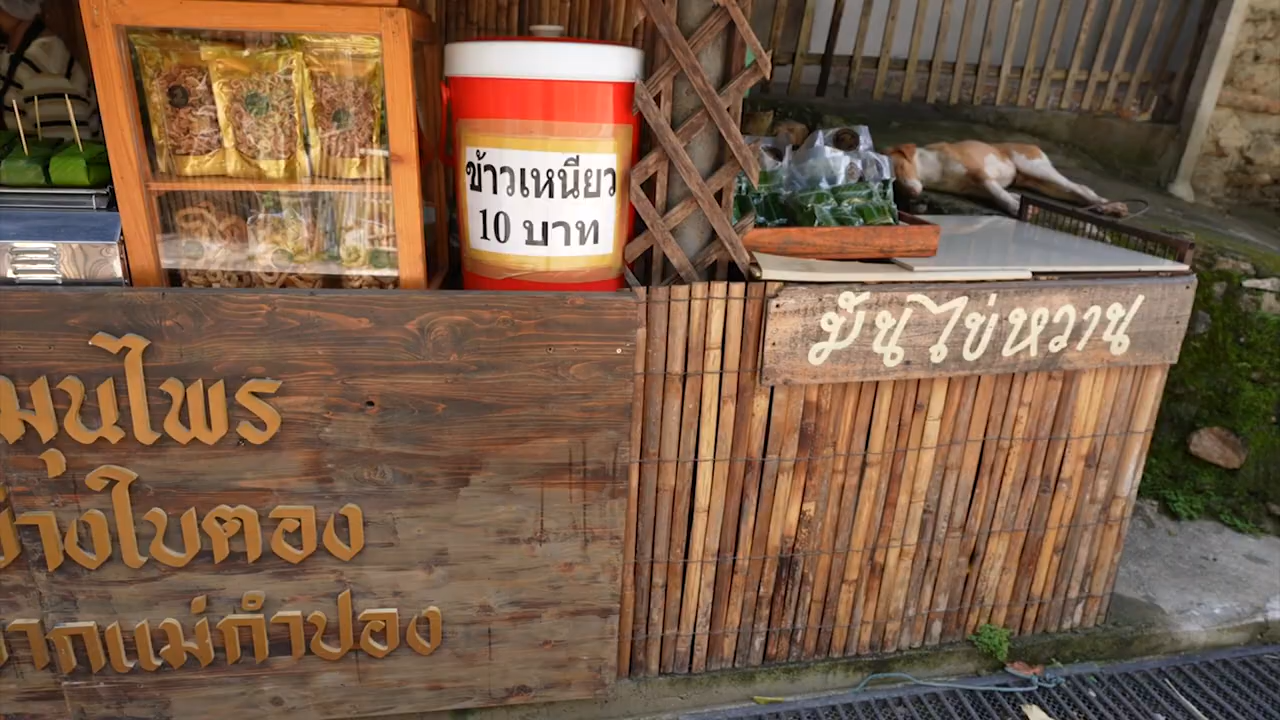 ข้าวเหนียว
10 บาท
มันไข่หวาน
มุนไพร
ย่างใบตอง
จากแม่กำปอง